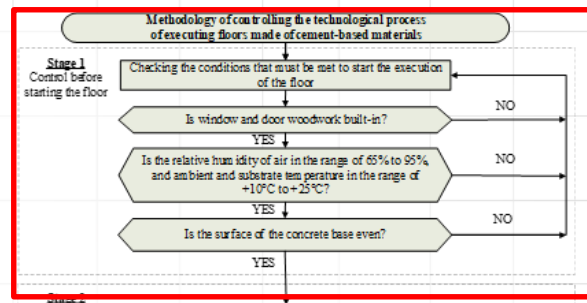 Methodology of controlling the technological process
of executing floors made of cement-based materials
Stage 1
Control before
starting the floor
Checking the conditions that must be met to start the execution
of the floor
NO
Is window and door woodwork built-in?
YES
Is the relative humidity of air in the range of 65% to 95%,
and ambient and substrate temperature in the range of
+10°C to +25°C?
NO
YES
Is the surface of the concrete base even?
NO
YES